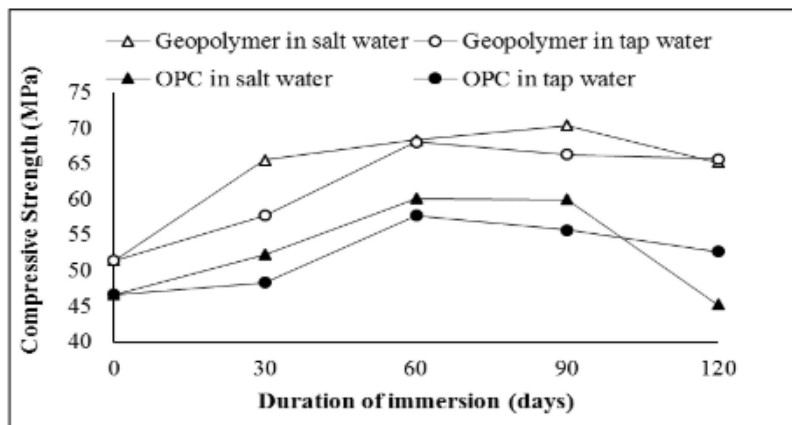 Geopolymer in salt water Geopolymer in tap water
OPC in salt water OPC in tap water
Compressive Strength (MPa)
75
70
65
60
55
50
45
40
0 30 60 90 120
Duration of immersion (days)